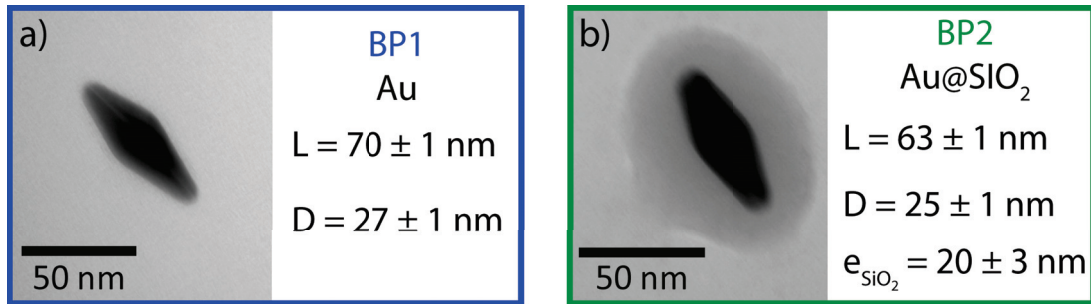 a)
BP1
Au
L = 70 ± 1 nm
D = 27 ± 1 nm
50 nm
b)
BP2
Au@SIO₂
L = 63 ± 1 nm
D = 25 ± 1 nm
e_SiO₂ = 20 ± 3 nm
50 nm